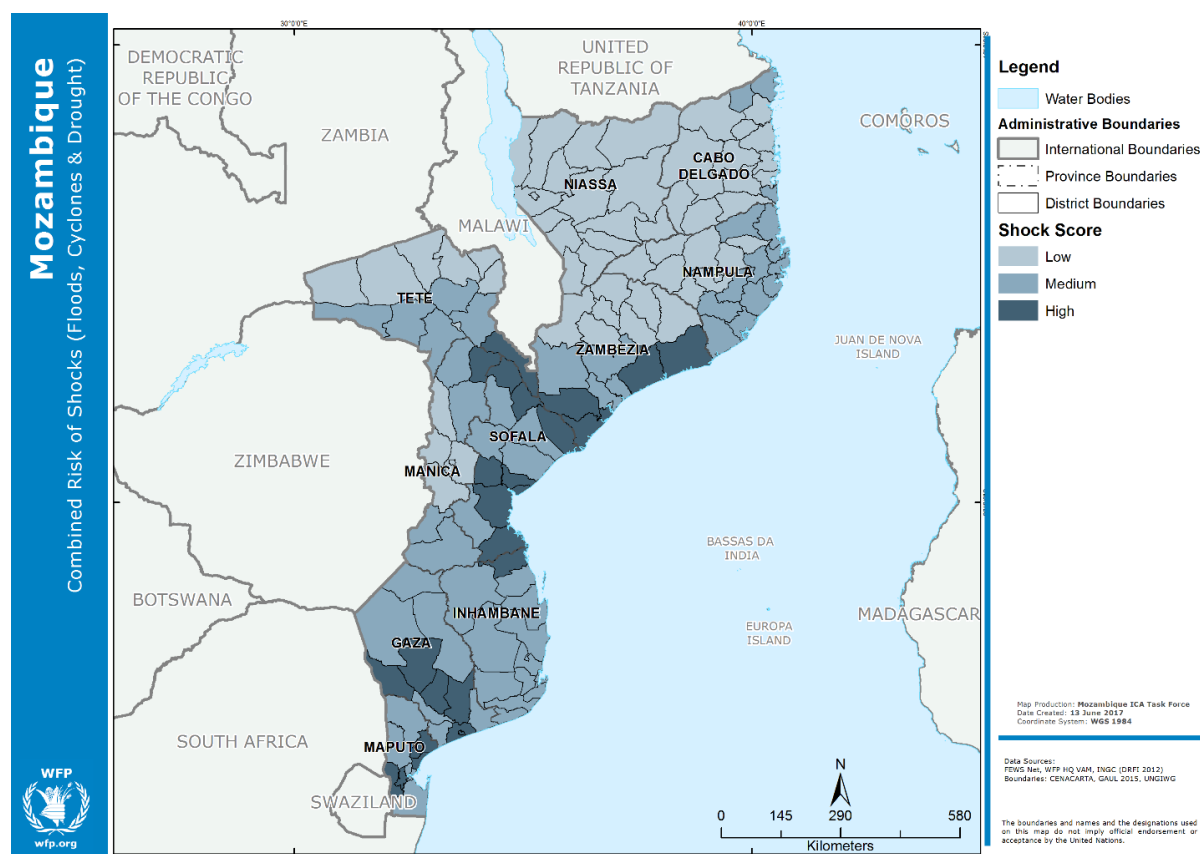 Mozambique
Combined Risk of Shocks (Floods, Cyclones & Drought)
WFP
wfp.org
30°0'0"E
40°0'0"E
DEMOCRATIC
REPUBLIC
OF THE CONGO
UNITED
REPUBLIC OF
TANZANIA
ZAMBIA
COMOROS
CABO
DELGADO
NIASSA
MALAWI
NAMPULA
TETE
JUAN DE NOVA
ISLAND
ZAMBEZIA
SOFALA
ZIMBABWE
MANICA
BASSAS DA
INDIA
BOTSWANA
INHAMBANE
MADAGASCAR
EUROPA
ISLAND
GAZA
SOUTH AFRICA
MAPUTO
SWAZILAND
N
0 145 290 580
Kilometers
Legend
Water Bodies
Administrative Boundaries
International Boundaries
Province Boundaries
District Boundaries
Shock Score
Low
Medium
High
Map Production: Mozambique ICA Task Force
Date Created: 13 June 2017
Coordinate System: WGS 1984
Data Sources:
FEWS Net, WFP HQ VAM, INGC (DRFI 2012)
Boundaries: CENACARTA, GAUL 2015, UNGIWG
The boundaries and names and the designations used
on this map do not imply official endorsement or
acceptance by the United Nations.